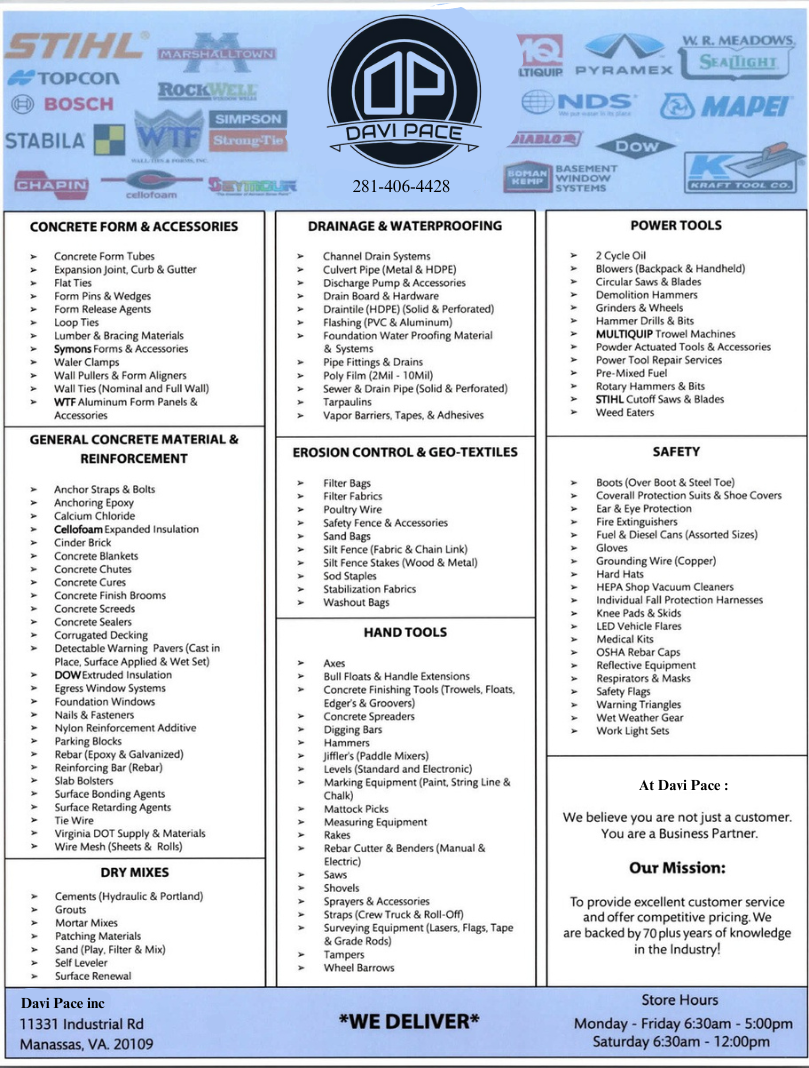 STIHL®
MARSHALLTOWN
TOPCON
BOSCH
ROCKWELL
WINDOW WELLS
STABILA®
WTF
WALL/TIES & FORMS, INC.
SIMPSON
Strong-Tie
CHAPIN
cellofoam
SEYMOUR
DAVI PACE
281-406-4428
LTIQUIP
PYRAMEX
W. R. MEADOWS
SEALTIGHT
NDS
We put water in its place
MAPEI
DIABLO
DOW
BOMAN
KEMP
BASEMENT
WINDOW
SYSTEMS
KRAFT TOOL CO.
CONCRETE FORM & ACCESSORIES
➢ Concrete Form Tubes
➢ Expansion Joint, Curb & Gutter
➢ Flat Ties
➢ Form Pins & Wedges
➢ Form Release Agents
➢ Loop Ties
➢ Lumber & Bracing Materials
➢ Symons Forms & Accessories
➢ Waler Clamps
➢ Wall Pullers & Form Aligners
➢ Wall Ties (Nominal and Full Wall)
➢ WTF Aluminum Form Panels &
Accessories
GENERAL CONCRETE MATERIAL &
REINFORCEMENT
➢ Anchor Straps & Bolts
➢ Anchoring Epoxy
➢ Calcium Chloride
➢ Cellofoam Expanded Insulation
➢ Cinder Brick
➢ Concrete Blankets
➢ Concrete Chutes
➢ Concrete Cures
➢ Concrete Finish Brooms
➢ Concrete Screeds
➢ Concrete Sealers
➢ Corrugated Decking
➢ Detectable Warning Pavers (Cast in
Place, Surface Applied & Wet Set)
➢ DOW Extruded Insulation
➢ Egress Window Systems
➢ Foundation Windows
➢ Nails & Fasteners
➢ Nylon Reinforcement Additive
➢ Parking Blocks
➢ Rebar (Epoxy & Galvanized)
➢ Reinforcing Bar (Rebar)
➢ Slab Bolsters
➢ Surface Bonding Agents
➢ Surface Retarding Agents
➢ Tie Wire
➢ Virginia DOT Supply & Materials
➢ Wire Mesh (Sheets & Rolls)
DRY MIXES
➢ Cements (Hydraulic & Portland)
➢ Grouts
➢ Mortar Mixes
➢ Patching Materials
➢ Sand (Play, Filter & Mix)
➢ Self Leveler
➢ Surface Renewal
DRAINAGE & WATERPROOFING
➢ Channel Drain Systems
➢ Culvert Pipe (Metal & HDPE)
➢ Discharge Pump & Accessories
➢ Drain Board & Hardware
➢ Draintile (HDPE) (Solid & Perforated)
➢ Flashing (PVC & Aluminum)
➢ Foundation Water Proofing Material
& Systems
➢ Pipe Fittings & Drains
➢ Poly Film (2Mil - 10Mil)
➢ Sewer & Drain Pipe (Solid & Perforated)
➢ Tarpaulins
➢ Vapor Barriers, Tapes, & Adhesives
EROSION CONTROL & GEO-TEXTILES
➢ Filter Bags
➢ Filter Fabrics
➢ Poultry Wire
➢ Safety Fence & Accessories
➢ Sand Bags
➢ Silt Fence (Fabric & Chain Link)
➢ Silt Fence Stakes (Wood & Metal)
➢ Sod Staples
➢ Stabilization Fabrics
➢ Washout Bags
HAND TOOLS
➢ Axes
➢ Bull Floats & Handle Extensions
➢ Concrete Finishing Tools (Trowels, Floats,
Edger's & Groovers)
➢ Concrete Spreaders
➢ Digging Bars
➢ Hammers
➢ Jiffler's (Paddle Mixers)
➢ Levels (Standard and Electronic)
➢ Marking Equipment (Paint, String Line &
Chalk)
➢ Mattock Picks
➢ Measuring Equipment
➢ Rakes
➢ Rebar Cutter & Benders (Manual &
Electric)
➢ Saws
➢ Shovels
➢ Sprayers & Accessories
➢ Straps (Crew Truck & Roll-Off)
➢ Surveying Equipment (Lasers, Flags, Tape
& Grade Rods)
➢ Tampers
➢ Wheel Barrows
POWER TOOLS
➢ 2 Cycle Oil
➢ Blowers (Backpack & Handheld)
➢ Circular Saws & Blades
➢ Demolition Hammers
➢ Grinders & Wheels
➢ Hammer Drills & Bits
➢ MULTIQUIP Trowel Machines
➢ Powder Actuated Tools & Accessories
➢ Power Tool Repair Services
➢ Pre-Mixed Fuel
➢ Rotary Hammers & Bits
➢ STIHL Cutoff Saws & Blades
➢ Weed Eaters
SAFETY
➢ Boots (Over Boot & Steel Toe)
➢ Coverall Protection Suits & Shoe Covers
➢ Ear & Eye Protection
➢ Fire Extinguishers
➢ Fuel & Diesel Cans (Assorted Sizes)
➢ Gloves
➢ Grounding Wire (Copper)
➢ Hard Hats
➢ HEPA Shop Vacuum Cleaners
➢ Individual Fall Protection Harnesses
➢ Knee Pads & Skids
➢ LED Vehicle Flares
➢ Medical Kits
➢ OSHA Rebar Caps
➢ Reflective Equipment
➢ Respirators & Masks
➢ Safety Flags
➢ Warning Triangles
➢ Wet Weather Gear
➢ Work Light Sets
At Davi Pace :
We believe you are not just a customer.
You are a Business Partner.
Our Mission:
To provide excellent customer service
and offer competitive pricing. We
are backed by 70 plus years of knowledge
in the Industry!
Davi Pace inc
11331 Industrial Rd
Manassas, VA. 20109
*WE DELIVER*
Store Hours
Monday - Friday 6:30am - 5:00pm
Saturday 6:30am - 12:00pm